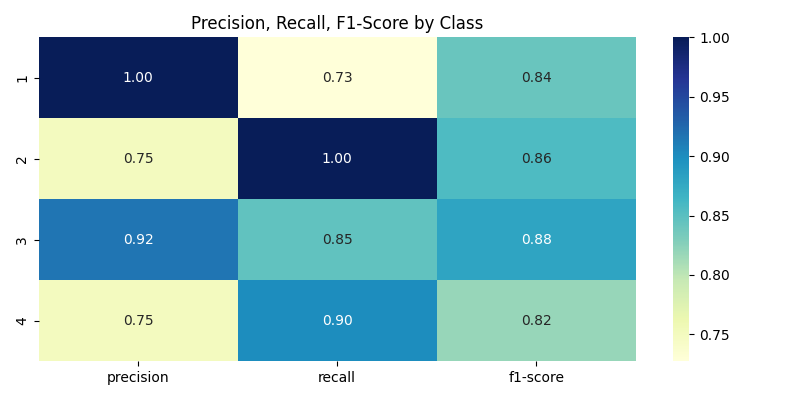 Precision, Recall, F1-Score by Class
1 1.00 0.73 0.84
2 0.75 1.00 0.86
3 0.92 0.85 0.88
4 0.75 0.90 0.82
precision recall f1-score
1.00
0.95
0.90
0.85
0.80
0.75